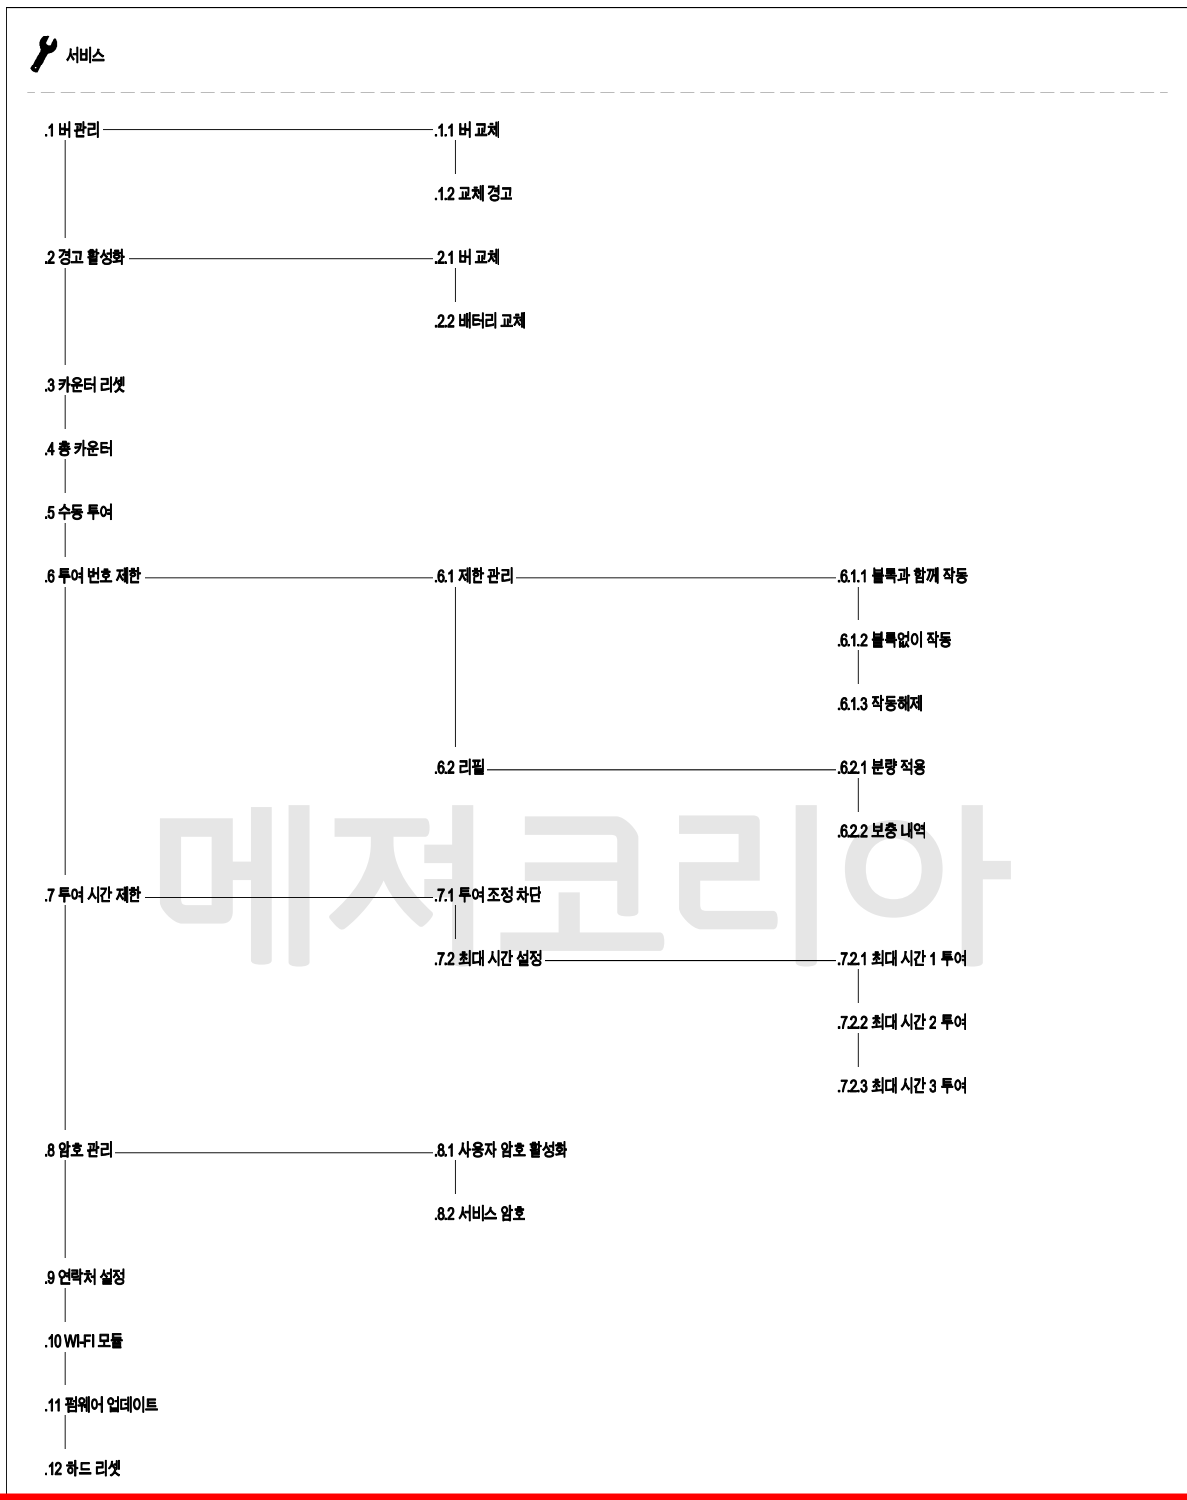 서비스
.1 버 관리
.1.1 버 교체
.1.2 교체 경고
.2 경고 활성화
.2.1 버 교체
.2.2 배터리 교체
.3 카운터 리셋
.4 총 카운터
.5 수동 투여
.6 투여 번호 제한
.6.1 제한 관리
.6.1.1 블록과 함께 작동
.6.1.2 블록없이 작동
.6.1.3 작동해제
.6.2 리필
.6.2.1 분량 적용
.6.2.2 보충 내역
메져코리아
.7 투여 시간 제한
.7.1 투여 조정 차단
.7.2 최대 시간 설정
.7.2.1 최대 시간 1 투여
.7.2.2 최대 시간 2 투여
.7.2.3 최대 시간 3 투여
.8 암호 관리
.8.1 사용자 암호 활성화
.8.2 서비스 암호
.9 연락처 설정
.10 WI-FI 모듈
.11 펌웨어 업데이트
.12 하드 리셋